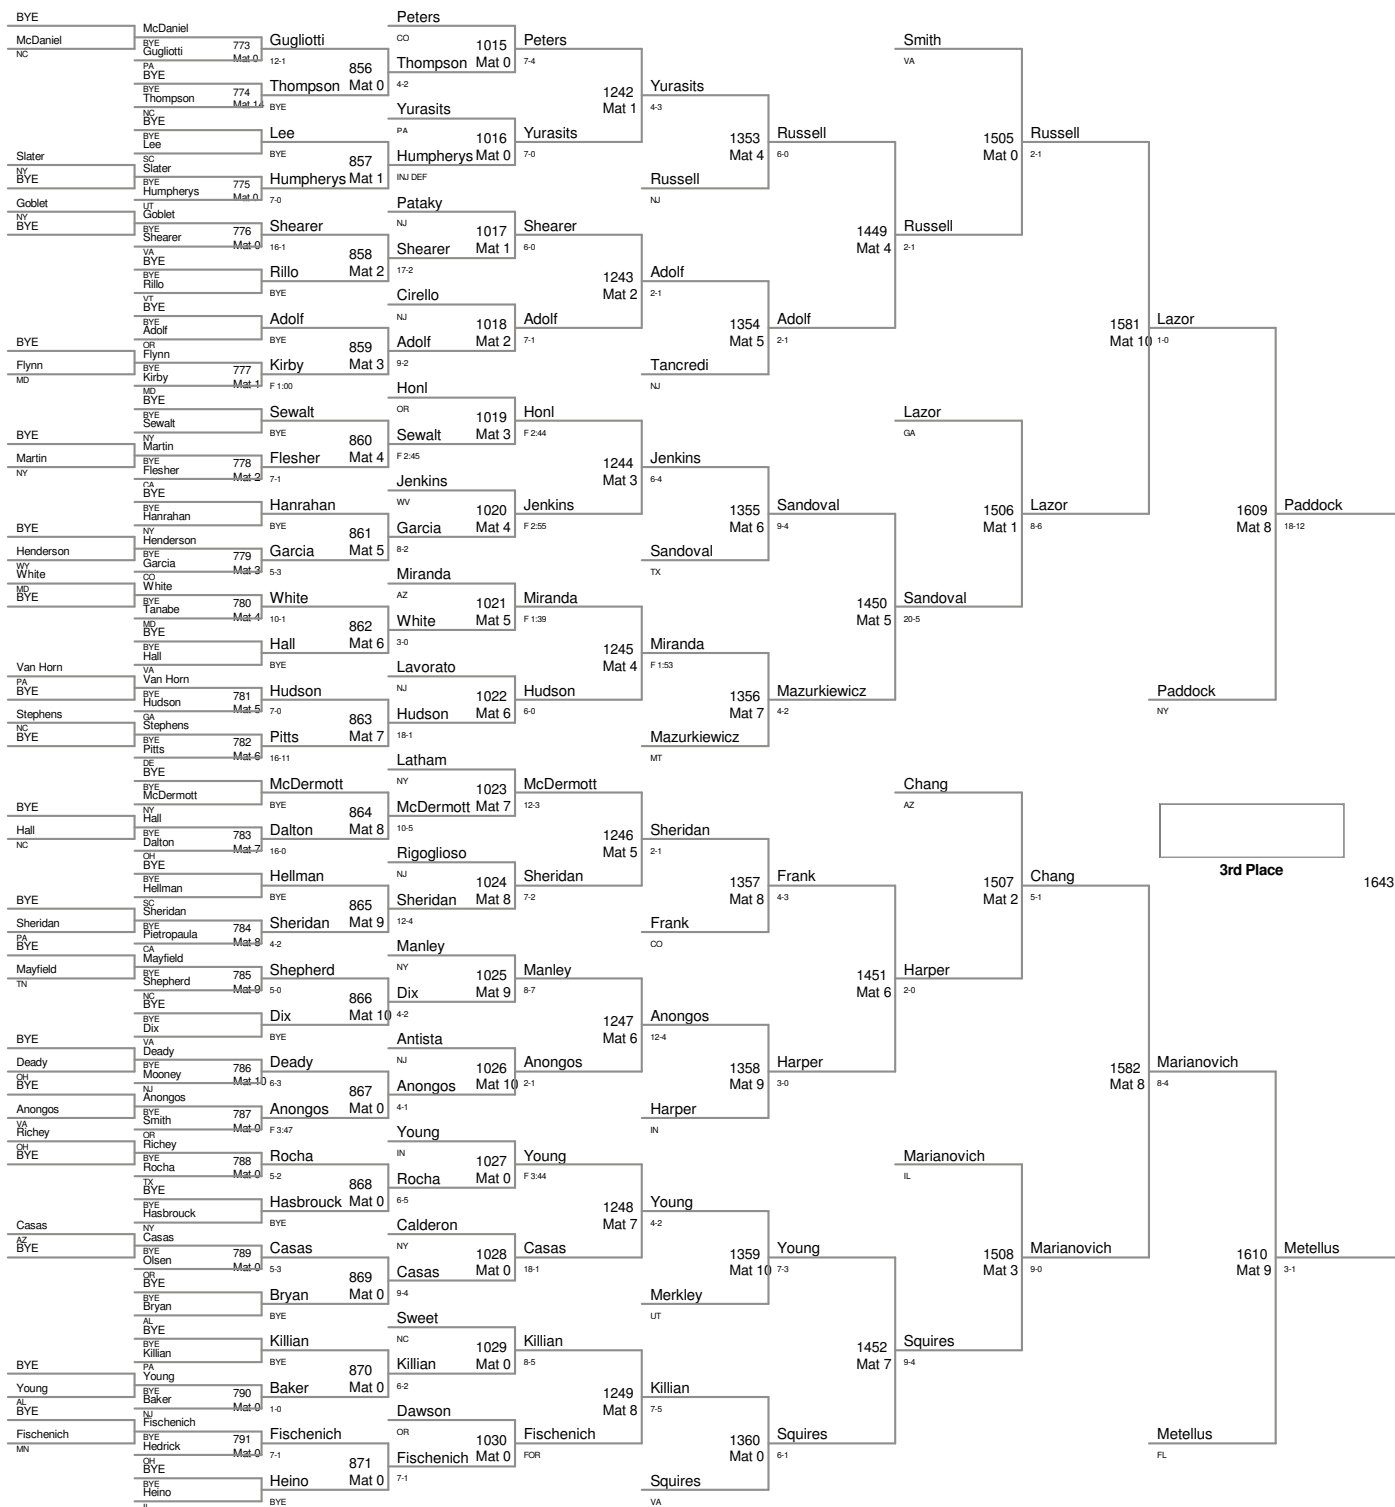 BYE
McDaniel
NC
Slater
NY
BYE
Goblet
NY
BYE
BYE
Flynn
MD
BYE
Martin
NY
BYE
Henderson
WY
White
MD
BYE
Van Horn
PA
BYE
Stephens
NC
BYE
BYE
Hall
NC
BYE
Sheridan
PA
BYE
Mayfield
TN
BYE
Deady
OH
BYE
Anongos
VA
Richey
OH
BYE
Casas
AZ
BYE
BYE
Young
AL
BYE
Fischenich
MN
McDaniel
BYE
Gugliotti
773
Mat 0
PA
BYE
BYE
Thompson
774
Mat 14
NC
BYE
BYE
Lee
SC
Slater
BYE
Humpherys
775
Mat 0
UT
Goblet
BYE
Shearer
776
Mat 0
VA
BYE
BYE
Rillo
VT
BYE
BYE
Adolf
OR
Flynn
BYE
Kirby
777
Mat 1
MD
BYE
BYE
Sewalt
NY
Martin
BYE
Flesher
778
Mat 2
CA
BYE
BYE
Hanrahan
NY
Henderson
BYE
Garcia
779
Mat 3
CO
White
BYE
Tanabe
780
Mat 4
MD
BYE
BYE
Hall
VA
Van Horn
BYE
Hudson
781
Mat 5
GA
Stephens
BYE
Pitts
782
Mat 6
DE
BYE
BYE
McDermott
NY
Hall
BYE
Dalton
783
Mat 7
OH
BYE
BYE
Hellman
SC
Sheridan
BYE
Pietropaula
784
Mat 8
CA
Mayfield
BYE
Shepherd
785
Mat 9
NC
BYE
BYE
Dix
VA
Deady
BYE
Mooney
786
Mat 10
NJ
Anongos
BYE
Smith
787
Mat 0
OR
Richey
BYE
Rocha
788
Mat 0
TX
BYE
BYE
Hasbrouck
NY
Casas
BYE
Olsen
789
Mat 0
OR
BYE
BYE
Bryan
AL
BYE
BYE
Killian
PA
Young
BYE
Baker
790
Mat 0
NJ
Fischenich
BYE
Hedrick
791
Mat 0
OH
BYE
BYE
Heino
Gugliotti
12-1
856
Mat 0
Thompson
BYE
Lee
BYE
857
Mat 1
Humpherys
7-0
Shearer
16-1
858
Mat 2
Rillo
BYE
Adolf
BYE
859
Mat 3
Kirby
F 1:00
Sewalt
BYE
860
Mat 4
Flesher
7-1
Hanrahan
BYE
861
Mat 5
Garcia
5-3
White
10-1
862
Mat 6
Hall
BYE
Hudson
7-0
863
Mat 7
Pitts
16-11
McDermott
BYE
864
Mat 8
Dalton
16-0
Hellman
BYE
865
Mat 9
Sheridan
4-2
Shepherd
5-0
866
Mat 10
Dix
BYE
Deady
6-3
867
Mat 0
Anongos
F 3:47
Rocha
5-2
868
Mat 0
Hasbrouck
BYE
Casas
5-3
869
Mat 0
Bryan
BYE
Killian
BYE
870
Mat 0
Baker
1-0
Fischenich
7-1
871
Mat 0
Heino
BYE
Peters
CO
1015
Mat 0
Thompson
4-2
Yurasits
PA
1016
Mat 0
Humpherys
INJ DEF
Pataky
NJ
1017
Mat 1
Shearer
17-2
Cirello
NJ
1018
Mat 2
Adolf
9-2
Honl
OR
1019
Mat 3
Sewalt
F 2:45
Jenkins
WV
1020
Mat 4
Garcia
8-2
Miranda
AZ
1021
Mat 5
White
3-0
Lavorato
NJ
1022
Mat 6
Hudson
18-1
Latham
NY
1023
Mat 7
McDermott
10-5
Rigoglioso
NJ
1024
Mat 8
Sheridan
12-4
Manley
NY
1025
Mat 9
Dix
4-2
Antista
NJ
1026
Mat 10
Anongos
4-1
Young
IN
1027
Mat 0
Rocha
6-5
Calderon
NY
1028
Mat 0
Casas
9-4
Sweet
NC
1029
Mat 0
Killian
6-2
Dawson
OR
1030
Mat 0
Fischenich
7-1
Peters
7-4
1242
Mat 1
Yurasits
7-0
Shearer
6-0
1243
Mat 2
Adolf
7-1
Honl
F 2:44
1244
Mat 3
Jenkins
F 2:55
Miranda
F 1:39
1245
Mat 4
Hudson
6-0
McDermott
12-3
1246
Mat 5
Sheridan
7-2
Manley
8-7
1247
Mat 6
Anongos
2-1
Young
F 3:44
1248
Mat 7
Casas
18-1
Killian
8-5
1249
Mat 8
Fischenich
FOR
Yurasits
4-3
1353
Mat 4
Russell
NJ
Adolf
2-1
1354
Mat 5
Tancredi
NJ
Jenkins
6-4
1355
Mat 6
Sandoval
TX
Miranda
F 1:53
1356
Mat 7
Mazurkiewicz
MT
Sheridan
2-1
1357
Mat 8
Frank
CO
Anongos
12-4
1358
Mat 9
Harper
IN
Young
4-2
1359
Mat 10
Merkley
UT
Killian
7-5
1360
Mat 0
Squires
VA
Russell
6-0
1449
Mat 4
Adolf
2-1
Sandoval
9-4
1450
Mat 5
Mazurkiewicz
4-2
Frank
4-3
1451
Mat 6
Harper
3-0
Young
7-3
1452
Mat 7
Squires
6-1
Smith
VA
1505
Mat 0
Russell
2-1
Lazor
GA
1506
Mat 1
Sandoval
20-5
Chang
AZ
1507
Mat 2
Harper
2-0
Marianovich
IL
1508
Mat 3
Squires
9-4
Russell
2-1
1581
Mat 10
Lazor
8-6
Chang
5-1
1582
Mat 8
Marianovich
9-0
Lazor
1-0
1609
Mat 8
Paddock
NY
3rd Place
Marianovich
8-4
1610
Mat 9
Metellus
FL
Paddock
18-12
1643
Metellus
3-1